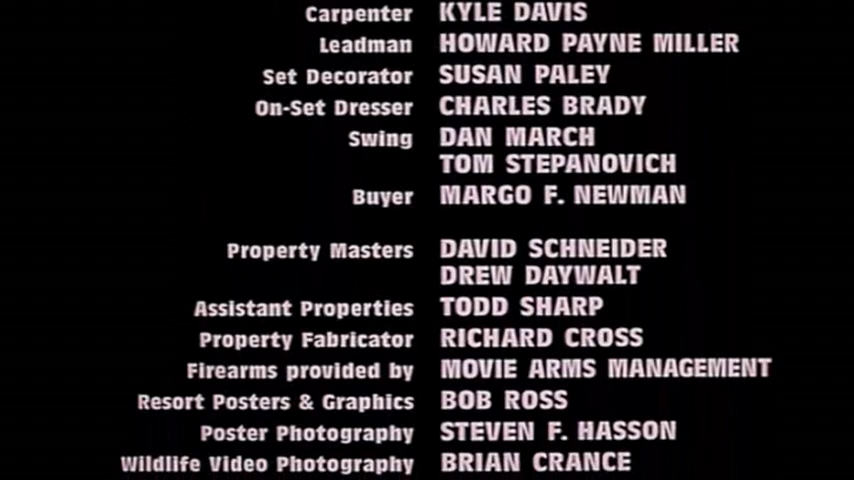 Carpenter KYLE DAVIS
Leadman HOWARD PAYNE MILLER
Set Decorator SUSAN PALEY
On-Set Dresser CHARLES BRADY
Swing DAN MARCH
TOM STEPANOVICH
Buyer MARGO F. NEWMAN
Property Masters DAVID SCHNEIDER
DREW DAYWALT
Assistant Properties TODD SHARP
Property Fabricator RICHARD CROSS
Firearms provided by MOVIE ARMS MANAGEMENT
Resort Posters & Graphics BOB ROSS
Poster Photography STEVEN F. HASSON
Wildlife Video Photography BRIAN CRANCE